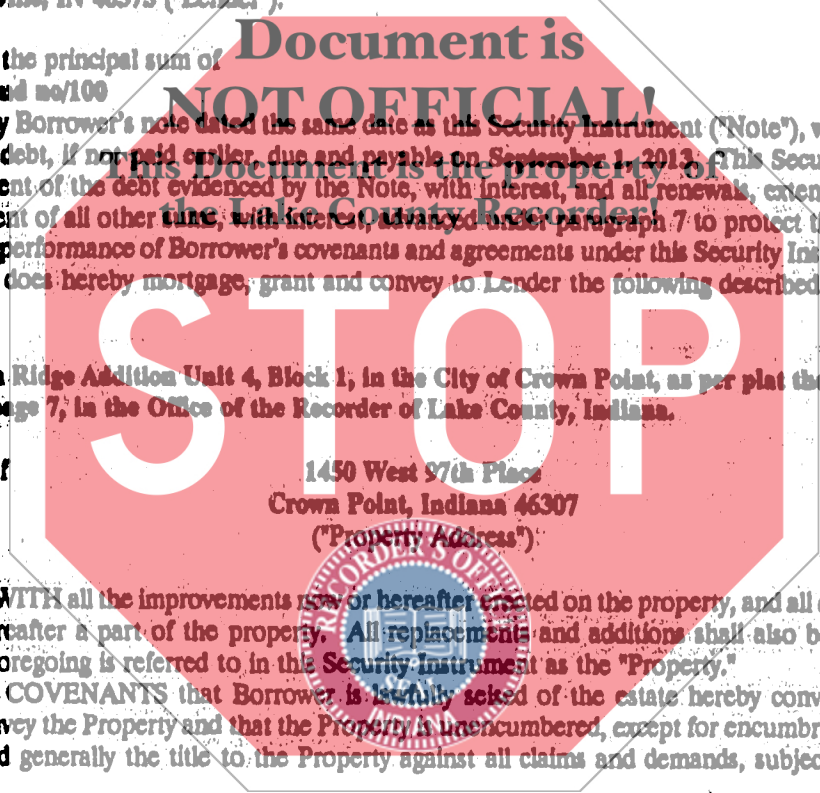 IN 46373 ("Lender").
Document is
the principal sum of
no/100
NOT OFFICIAL!
Borrower's note dated the same date as this Security Instrument ("Note"),
debt, if not paid earlier, due and payable on September 1, 2013. This Secu
This Document is the property of
ent of the debt evidenced by the Note, with interest, and all renewals, exten
the Lake County Recorder!
of all other with interest, advanced under paragraph 7 to protect t
performance of Borrower's covenants and agreements under this Security Ins
does hereby mortgage, grant and convey to Lender the following described
STOP
Ridge Addition Unit 4, Block 1, in the City of Crown Point, as per plat the
age 7, in the Office of the Recorder of Lake County, Indiana.
1450 West 97th Place
Crown Point, Indiana 46307
("Property Address")
RECORDER'S OFFICE
WITH all the improvements now or hereafter erected on the property, and all
reafter a part of the property. All replacements and additions shall also b
oregoing is referred to in this Security Instrument as the "Property."
SEAL
COVENANTS that Borrower is lawfully seised of the estate hereby conv
vey the Property and that the Property is unencumbered, except for encumbr
generally the title to the Property against all claims and demands, subjec